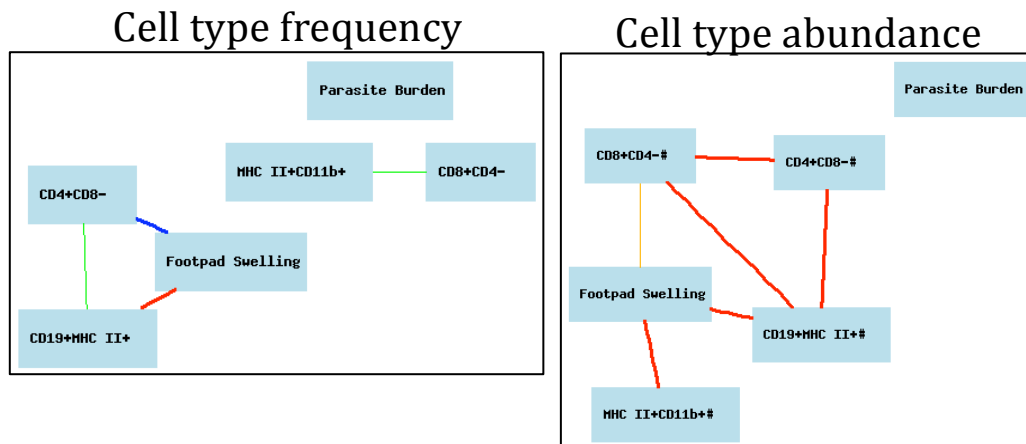 Cell type frequency
Parasite Burden
MHC II+CD11b+
CD8+CD4-
CD4+CD8-
Footpad Swelling
CD19+MHC II+
Cell type abundance
Parasite Burden
CD8+CD4-#
CD4+CD8-#
Footpad Swelling
CD19+MHC II+#
MHC II+CD11b+#